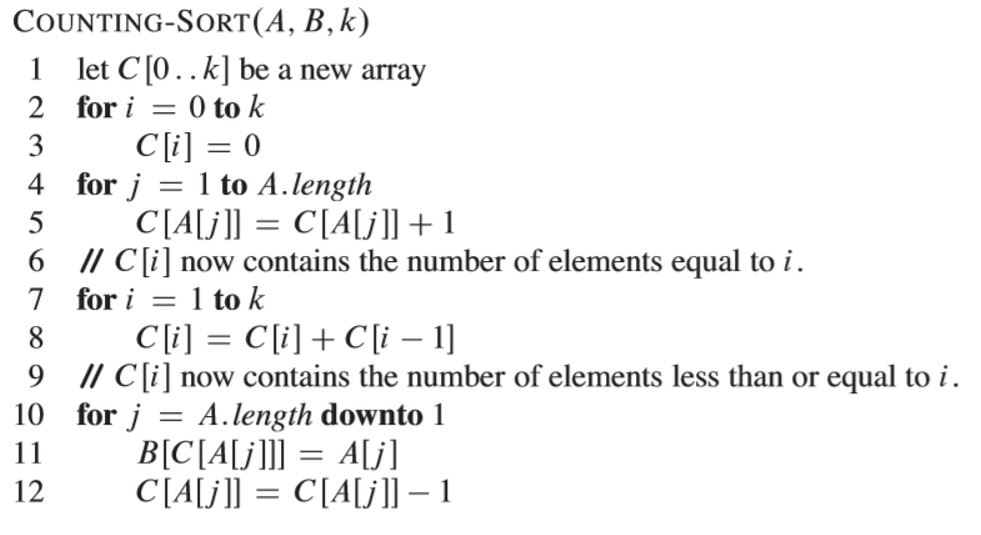 COUNTING-SORT(A, B, k)
1 let C[0..k] be a new array
2 for i = 0 to k
3 C[i] = 0
4 for j = 1 to A.length
5 C[A[j]] = C[A[j]] + 1
6 // C[i] now contains the number of elements equal to i.
7 for i = 1 to k
8 C[i] = C[i] + C[i − 1]
9 // C[i] now contains the number of elements less than or equal to i.
10 for j = A.length downto 1
11 B[C[A[j]]] = A[j]
12 C[A[j]] = C[A[j]] − 1